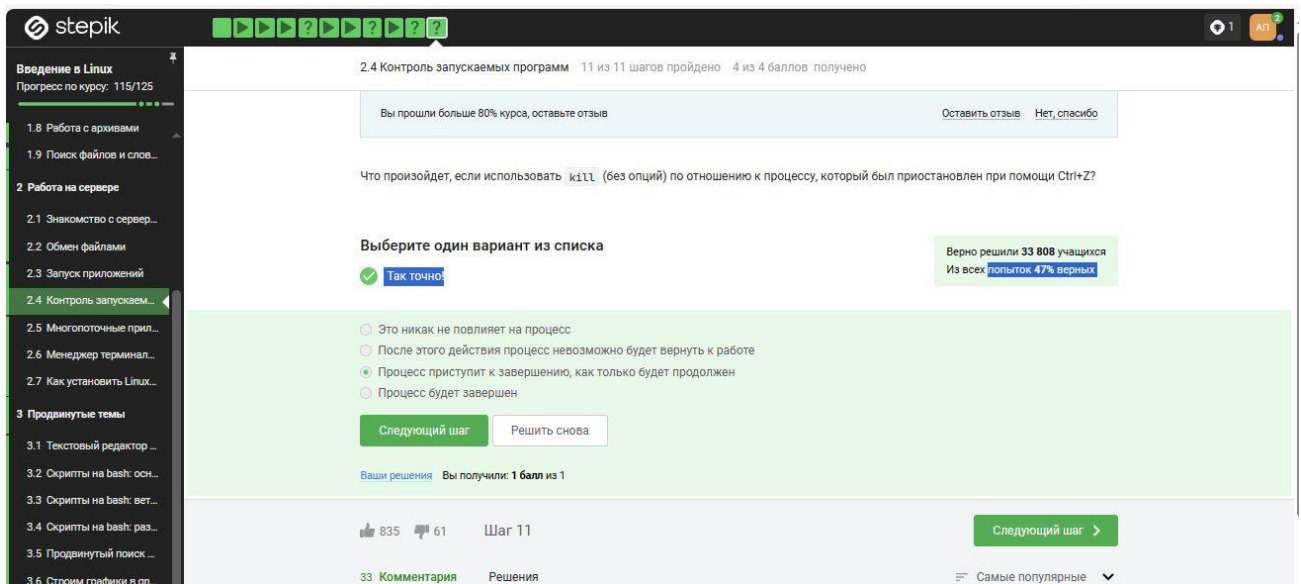 stepik
1
АП
2
Введение в Linux
Прогресс по курсу: 115/125
1.8 Работа с архивами
1.9 Поиск файлов и слов...
2 Работа на сервере
2.1 Знакомство с сервер...
2.2 Обмен файлами
2.3 Запуск приложений
2.4 Контроль запускаем...
2.5 Многопоточные прил...
2.6 Менеджер терминал...
2.7 Как установить Linux...
3 Продвинутые темы
3.1 Текстовый редактор ...
3.2 Скрипты на bash: осн...
3.3 Скрипты на bash: вет...
3.4 Скрипты на bash: раз...
3.5 Продвинутый поиск ...
3.6 Строим графики в gn...
2.4 Контроль запускаемых программ 11 из 11 шагов пройдено 4 из 4 баллов получено
Вы прошли больше 80% курса, оставьте отзыв Оставить отзыв Нет, спасибо
Что произойдет, если использовать kill (без опций) по отношению к процессу, который был приостановлен при помощи Ctrl+Z?
Выберите один вариант из списка
Так точно!
Верно решили 33 808 учащихся
Из всех попыток 47% верных
Это никак не повлияет на процесс
После этого действия процесс невозможно будет вернуть к работе
Процесс приступит к завершению, как только будет продолжен
Процесс будет завершен
Следующий шаг Решить снова
Ваши решения Вы получили: 1 балл из 1
835 61 Шаг 11 Следующий шаг
33 Комментария Решения Самые популярные